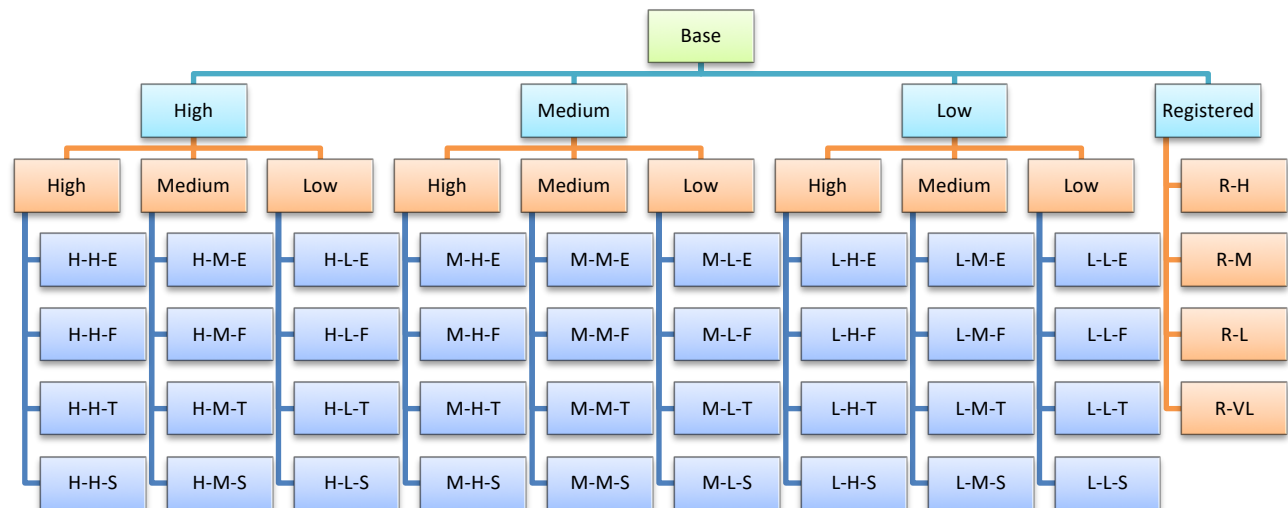 Base
High
Medium
Low
Registered
High
Medium
Low
High
Medium
Low
High
Medium
Low
R-H
H-H-E
H-M-E
H-L-E
M-H-E
M-M-E
M-L-E
L-H-E
L-M-E
L-L-E
R-M
H-H-F
H-M-F
H-L-F
M-H-F
M-M-F
M-L-F
L-H-F
L-M-F
L-L-F
R-L
H-H-T
H-M-T
H-L-T
M-H-T
M-M-T
M-L-T
L-H-T
L-M-T
L-L-T
R-VL
H-H-S
H-M-S
H-L-S
M-H-S
M-M-S
M-L-S
L-H-S
L-M-S
L-L-S